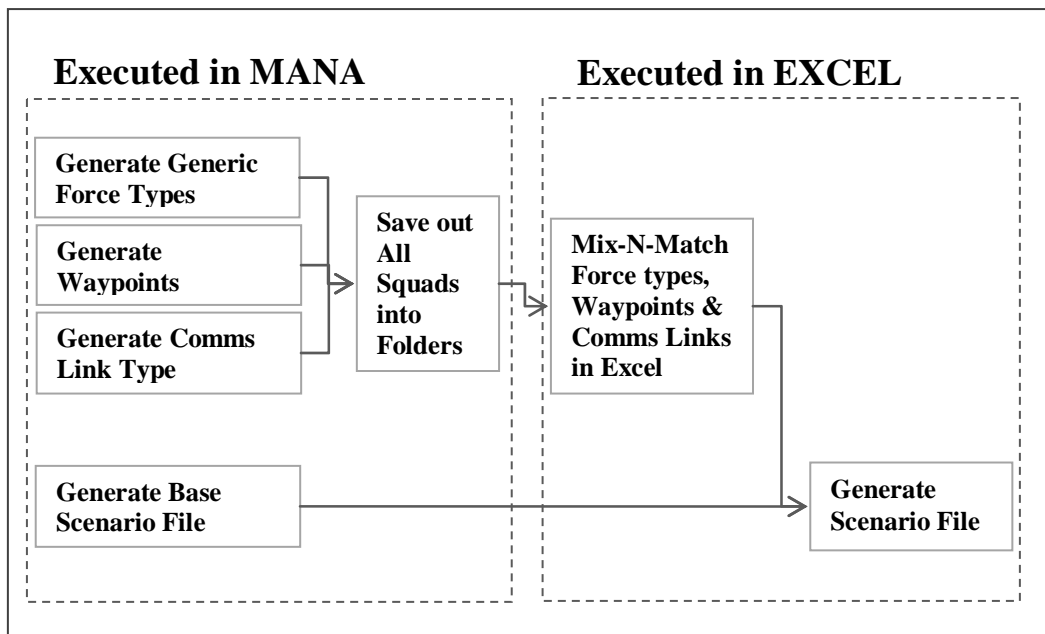 Executed in MANA
Executed in EXCEL
Generate Generic
Force Types
Generate
Waypoints
Generate Comms
Link Type
Save out
All
Squads
into
Folders
Mix-N-Match
Force types,
Waypoints &
Comms Links
in Excel
Generate Base
Scenario File
Generate
Scenario File